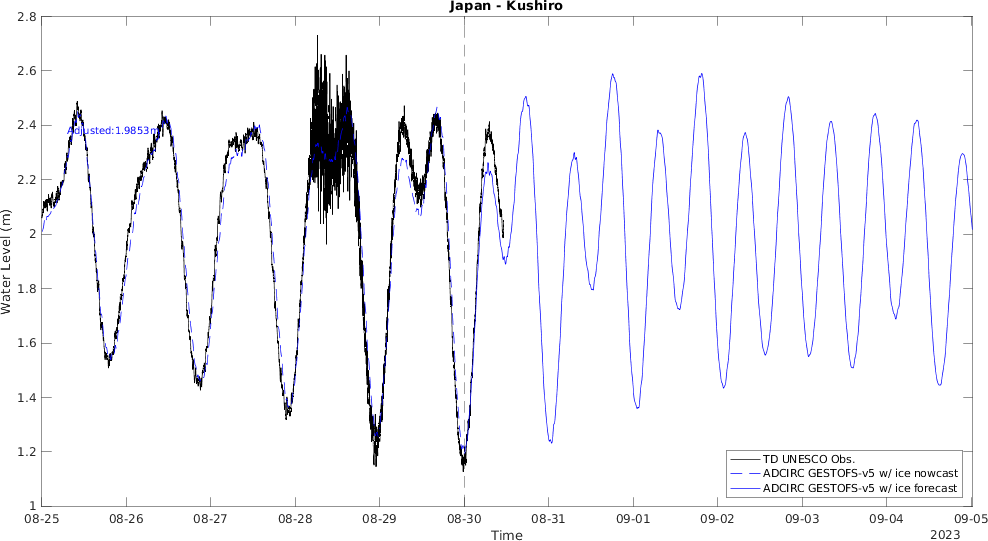 Japan - Kushiro
2.8
2.6
2.4
2.2
2
1.8
1.6
1.4
1.2
1
Water Level (m)
Adjusted:1.9853m
TD UNESCO Obs.
ADCIRC GESTOFS-v5 w/ ice nowcast
ADCIRC GESTOFS-v5 w/ ice forecast
08-25 08-26 08-27 08-28 08-29 08-30 08-31 09-01 09-02 09-03 09-04 09-05
Time
2023